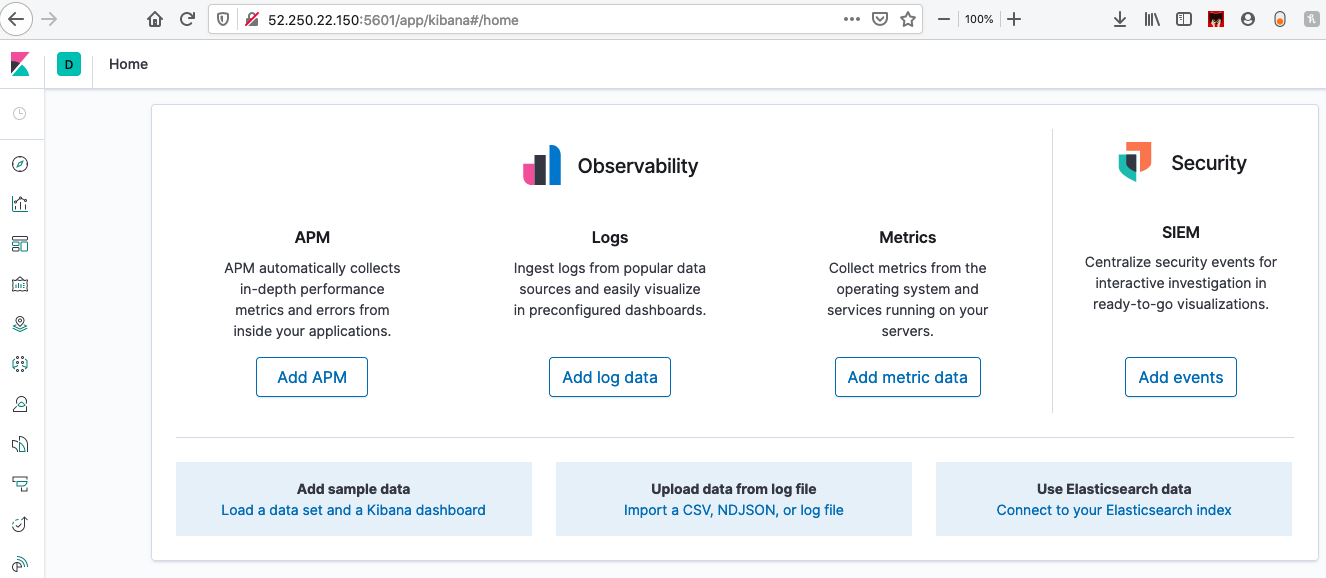 52.250.22.150:5601/app/kibana#/home
100%
D
Home
Observability
Security
APM
APM automatically collects
in-depth performance
metrics and errors from
inside your applications.
Add APM
Logs
Ingest logs from popular data
sources and easily visualize
in preconfigured dashboards.
Add log data
Metrics
Collect metrics from the
operating system and
services running on your
servers.
Add metric data
SIEM
Centralize security events for
interactive investigation in
ready-to-go visualizations.
Add events
Add sample data
Load a data set and a Kibana dashboard
Upload data from log file
Import a CSV, NDJSON, or log file
Use Elasticsearch data
Connect to your Elasticsearch index